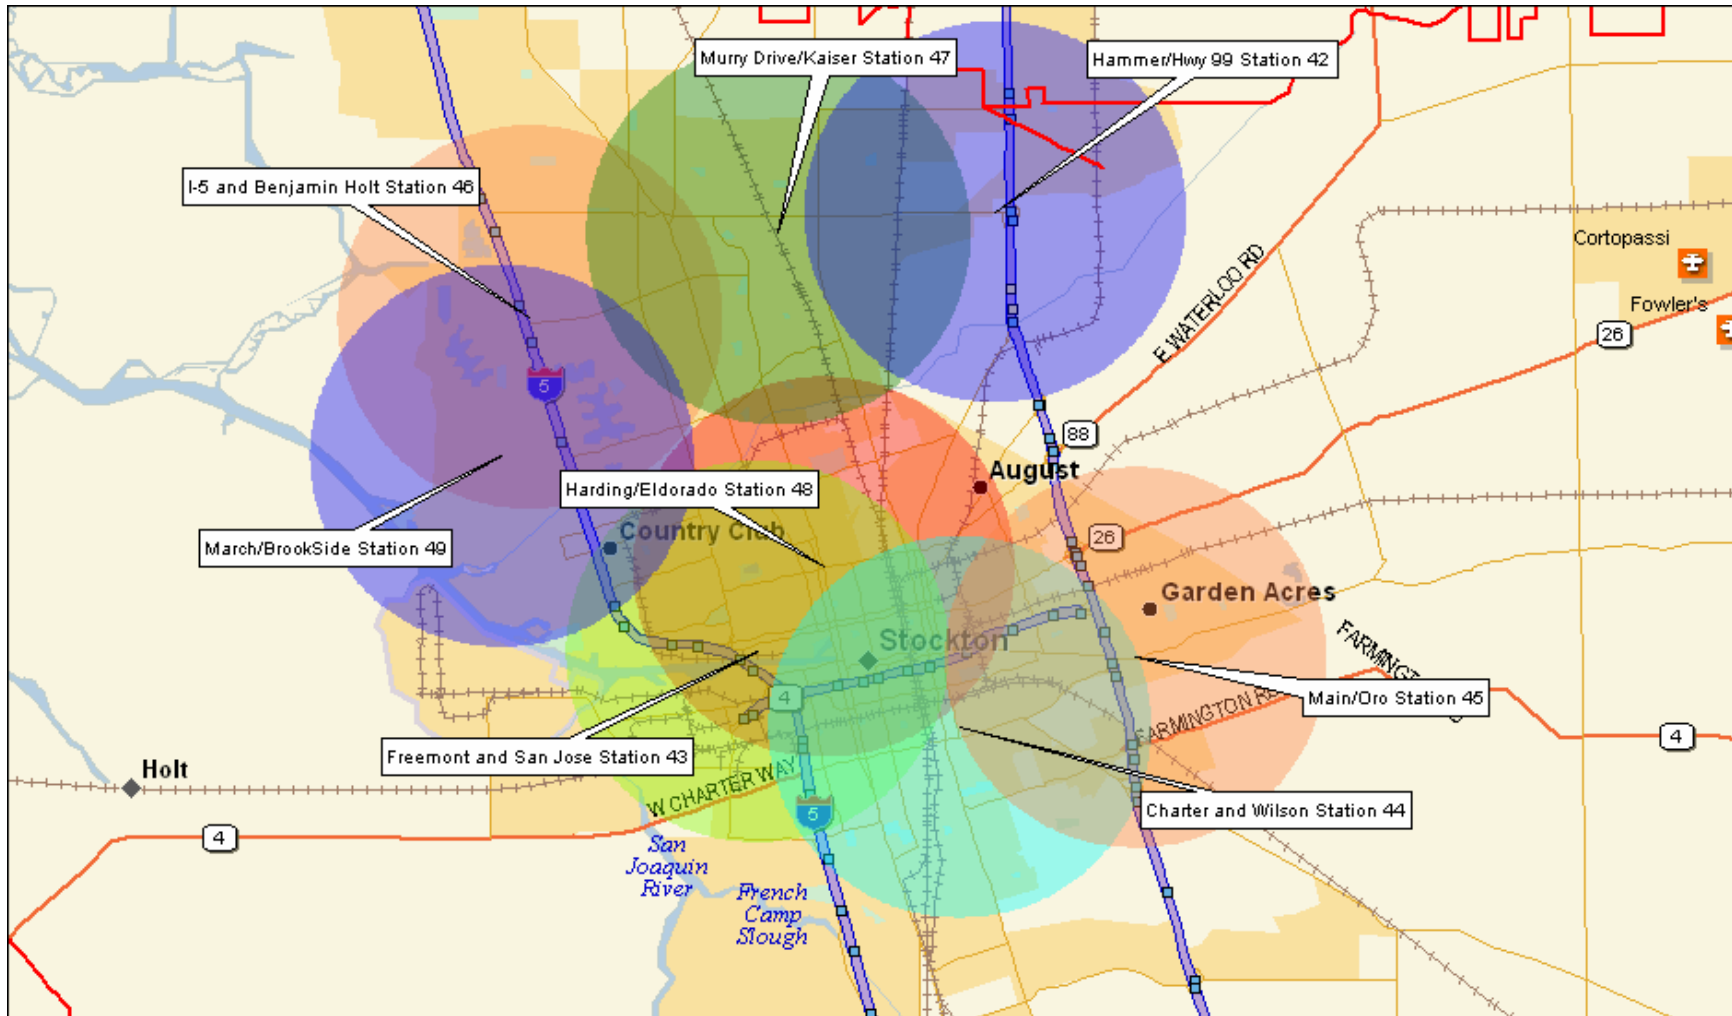 Murry Drive/Kaiser Station 47
Hammer/Hwy 99 Station 42
I-5 and Benjamin Holt Station 46
Cortopassi
Fowler's
E WATERLOO RD
26
5
88
August
Harding/Eldorado Station 48
Country Club
26
March/BrookSide Station 49
Garden Acres
Stockton
Main/Oro Station 45
4
FARMINGTON RD
4
Freemont and San Jose Station 43
Holt
W CHARTER WAY
Charter and Wilson Station 44
5
4
San
Joaquin
River
French
Camp
Slough